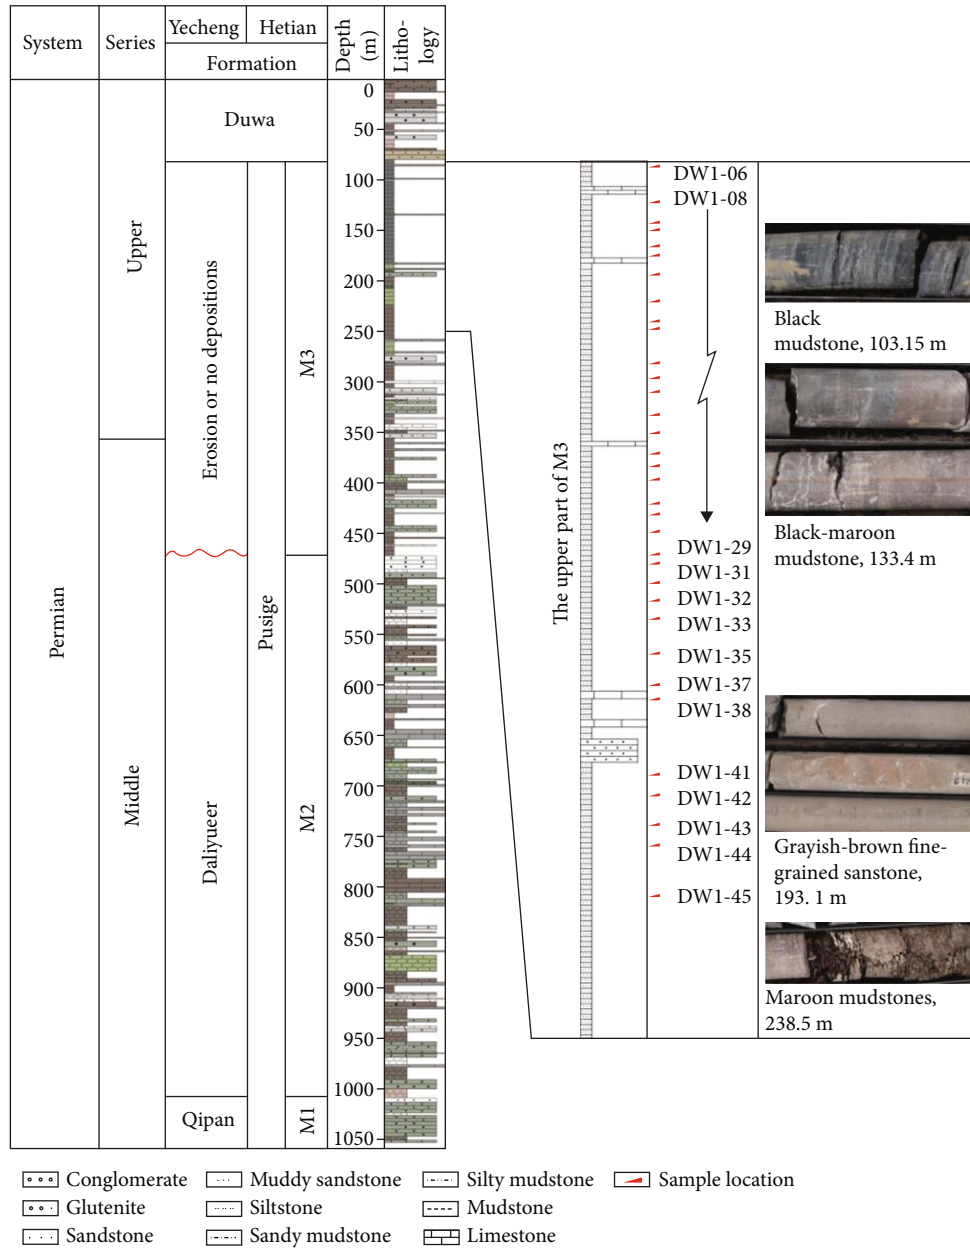 System
Series
Yecheng
Hetian
Formation
Depth
(m)
Litho-
logy
0
50
100
150
200
250
300
350
400
450
500
550
600
650
700
750
800
850
900
950
1000
1050
Permian
Upper
Middle
Duwa
Erosion or no depositions
Daliyueer
Qipan
Pusige
M3
M2
M1
The upper part of M3
DW1-06
DW1-08
DW1-29
DW1-31
DW1-32
DW1-33
DW1-35
DW1-37
DW1-38
DW1-41
DW1-42
DW1-43
DW1-44
DW1-45
Black
mudstone, 103.15 m
Black-maroon
mudstone, 133.4 m
Grayish-brown fine-
grained sanstone,
193. 1 m
Maroon mudstones,
238.5 m
Conglomerate
Muddy sandstone
Silty mudstone
Sample location
Glutenite
Siltstone
Mudstone
Sandstone
Sandy mudstone
Limestone